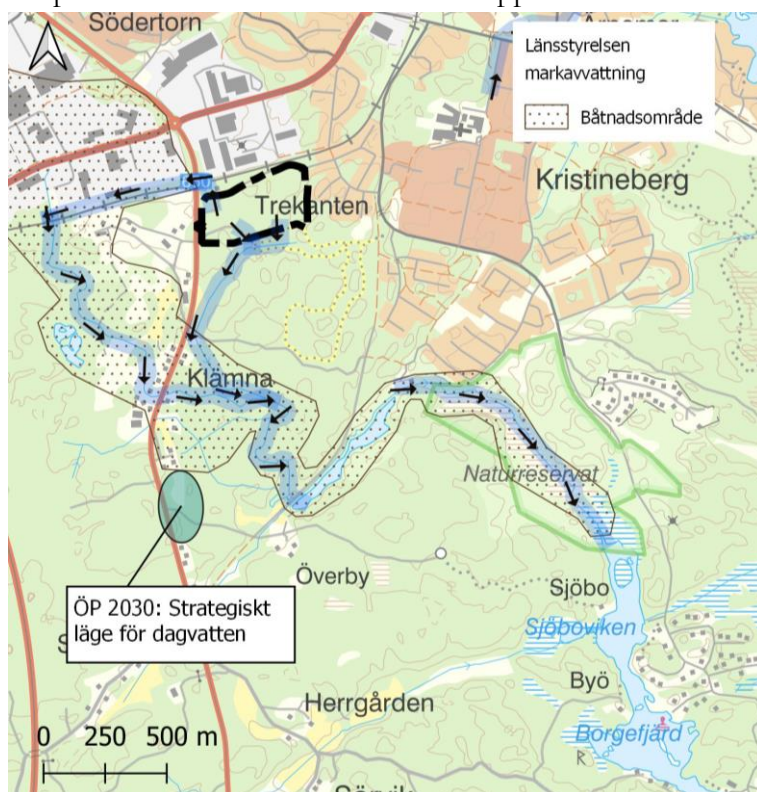 Södertorn
Länsstyrelsen
markavvattning
Båtnadsområde
Kristineberg
Trekanten
Klämna
Naturreservat
ÖP 2030: Strategiskt
läge för dagvatten
Överby
Sjöbo
Sjöboviken
Byö
Herrgården
Borgefjärd
R
0 250 500 m